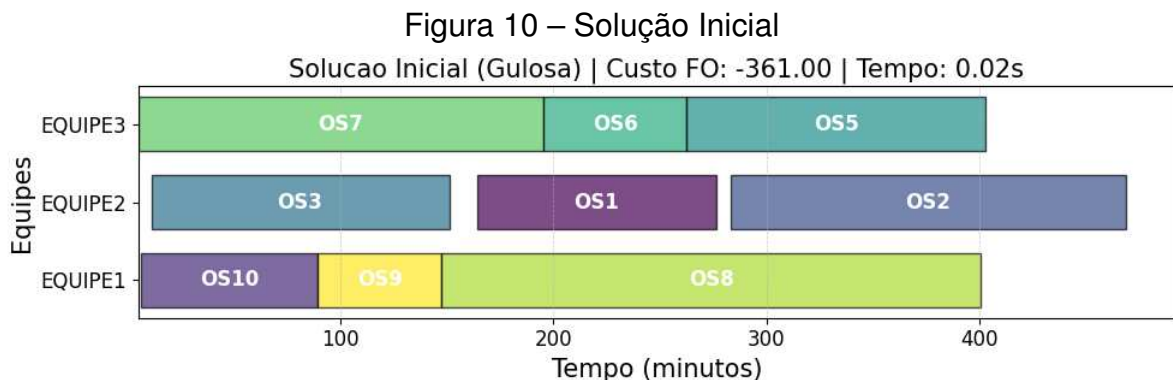 Figura 10 – Solução Inicial
Solucao Inicial (Gulosa) | Custo FO: -361.00 | Tempo: 0.02s
Equipes
EQUIPE3
OS7 OS6 OS5
EQUIPE2
OS3 OS1 OS2
EQUIPE1
OS10 OS9 OS8
100 200 300 400
Tempo (minutos)